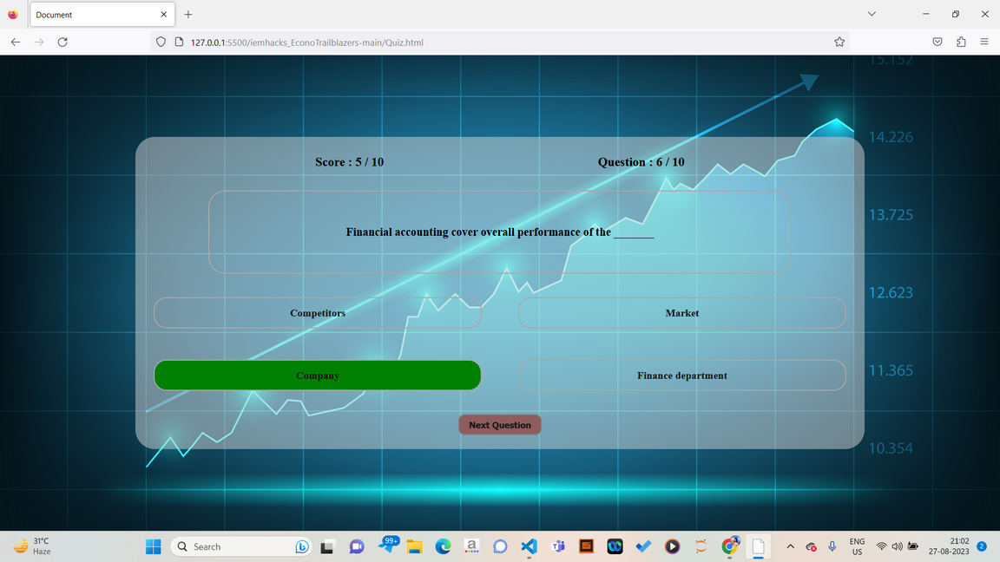 Document
127.0.0.1:5500/iemhacks_EconoTrailblazers-main/Quiz.html
15.152
14.226
Score : 5 / 10
Question : 6 / 10
13.725
Financial accounting cover overall performance of the _______
12.623
Competitors
Market
11.365
Company
Finance department
Next Question
10.354
31°C
Haze
Search
99+
ENG
US
21:02
27-08-2023
2